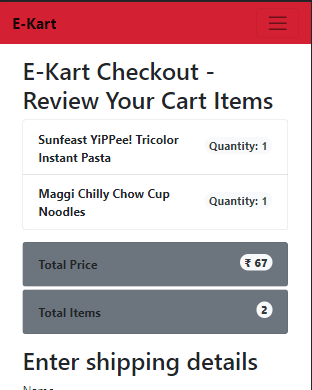 E-Kart
E-Kart Checkout -
Review Your Cart Items
Sunfeast YiPPee! Tricolor
Instant Pasta
Quantity: 1
Maggi Chilly Chow Cup
Noodles
Quantity: 1
Total Price
₹ 67
Total Items
2
Enter shipping details
Name